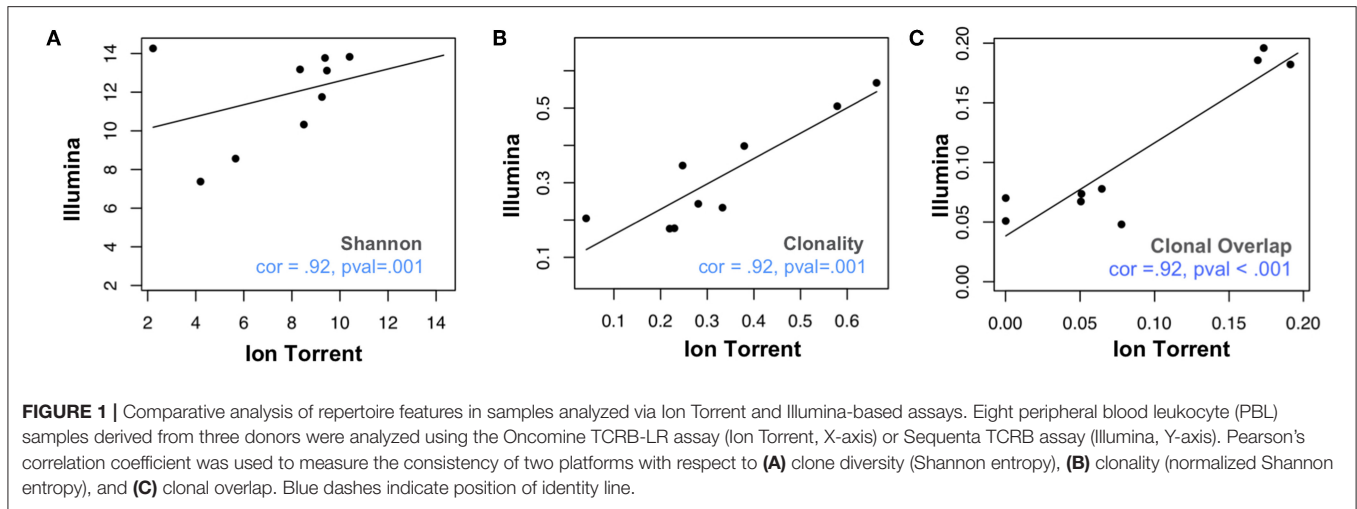 A
14
12
10
8
6
4
2
Illumina
Shannon
cor = .92, pval=.001
2 4 6 8 10 12 14
Ion Torrent
B
0.5
0.3
0.1
Illumina
Clonality
cor = .92, pval=.001
0.1 0.2 0.3 0.4 0.5 0.6
Ion Torrent
C
0.20
0.15
0.10
0.05
0.00
Illumina
Clonal Overlap
cor =.92, pval < .001
0.00 0.05 0.10 0.15 0.20
Ion Torrent
FIGURE 1 | Comparative analysis of repertoire features in samples analyzed via Ion Torrent and Illumina-based assays. Eight peripheral blood leukocyte (PBL)
samples derived from three donors were analyzed using the Oncomine TCRB-LR assay (Ion Torrent, X-axis) or Sequenta TCRB assay (Illumina, Y-axis). Pearson's
correlation coefficient was used to measure the consistency of two platforms with respect to (A) clone diversity (Shannon entropy), (B) clonality (normalized Shannon
entropy), and (C) clonal overlap. Blue dashes indicate position of identity line.